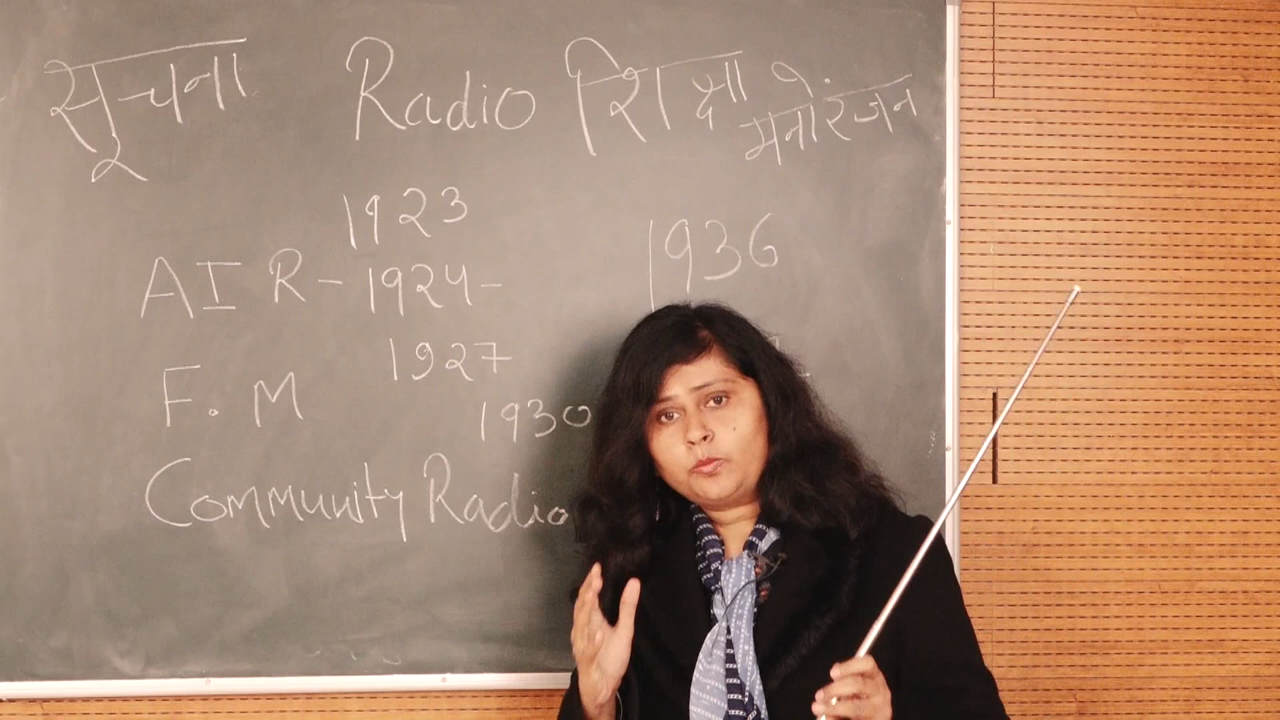 सूचना Radio शिक्षा मनोरंजन
1923
AIR - 1924 - 1936
1927
F.M
1930
Community Radio